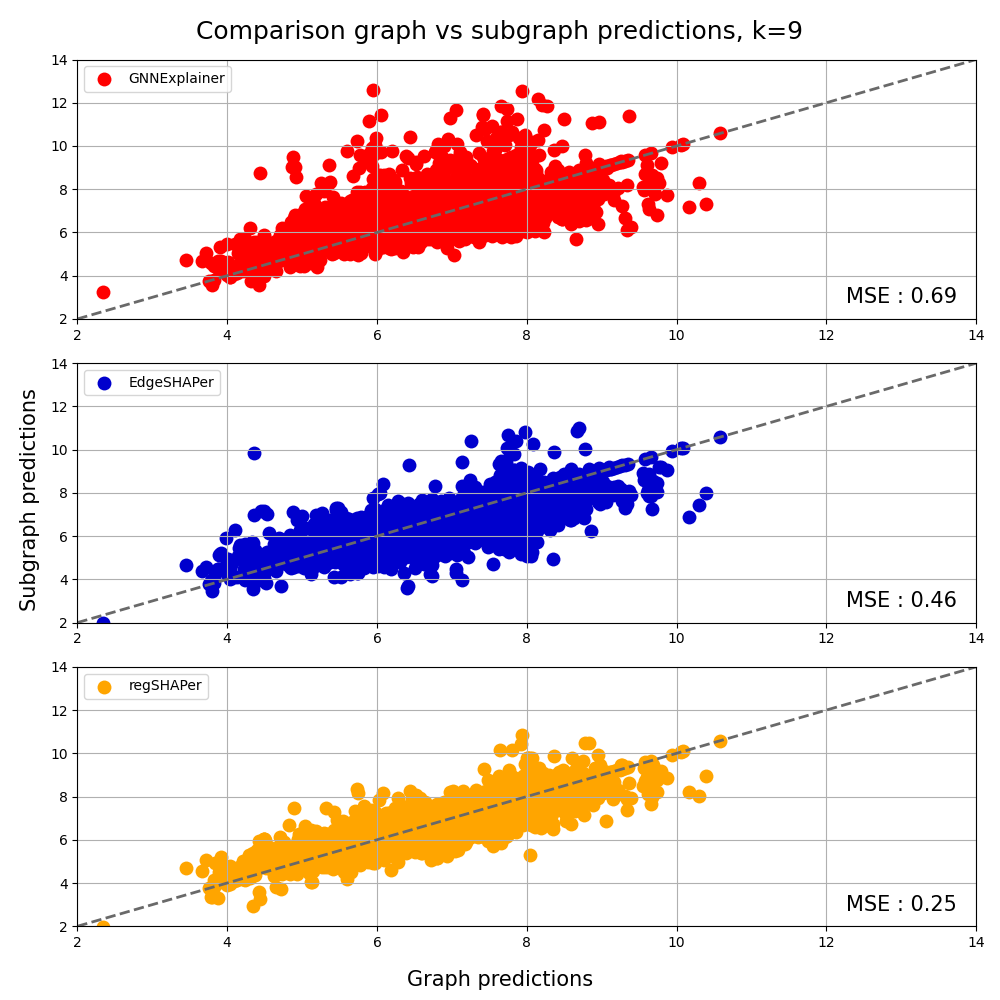 Comparison graph vs subgraph predictions, k=9
14
12
10
8
6
4
2
GNNExplainer
MSE : 0.69
2 4 6 8 10 12 14
Subgraph predictions
14
12
10
8
6
4
2
EdgeSHAPer
MSE : 0.46
2 4 6 8 10 12 14
14
12
10
8
6
4
2
regSHAPer
MSE : 0.25
2 4 6 8 10 12 14
Graph predictions